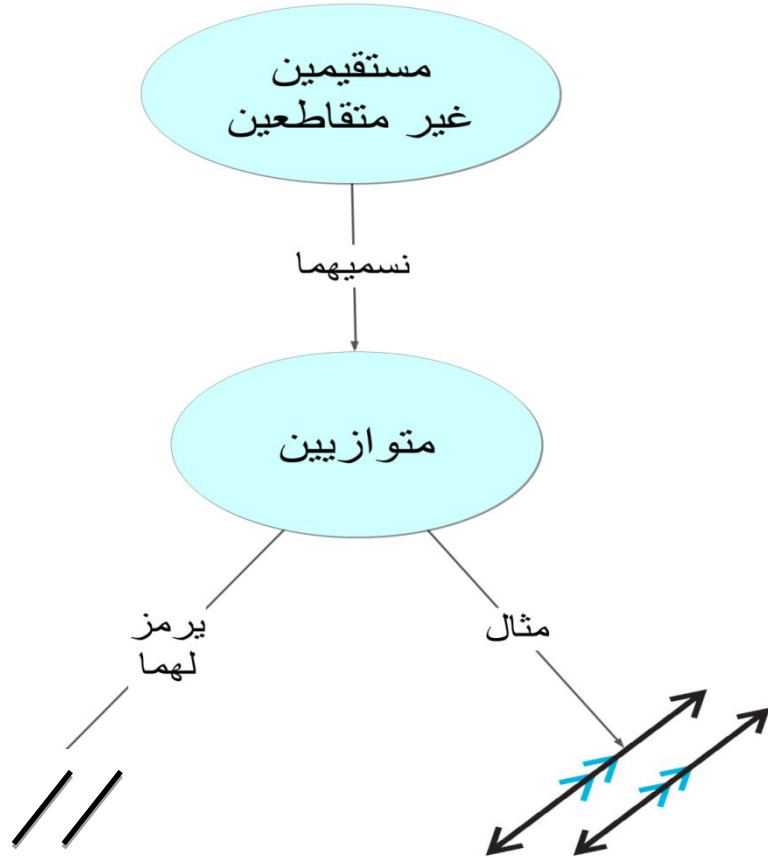 مستقيمين
غير متقاطعين
نسميهما
متوازيين
يرمز
لهما
مثال